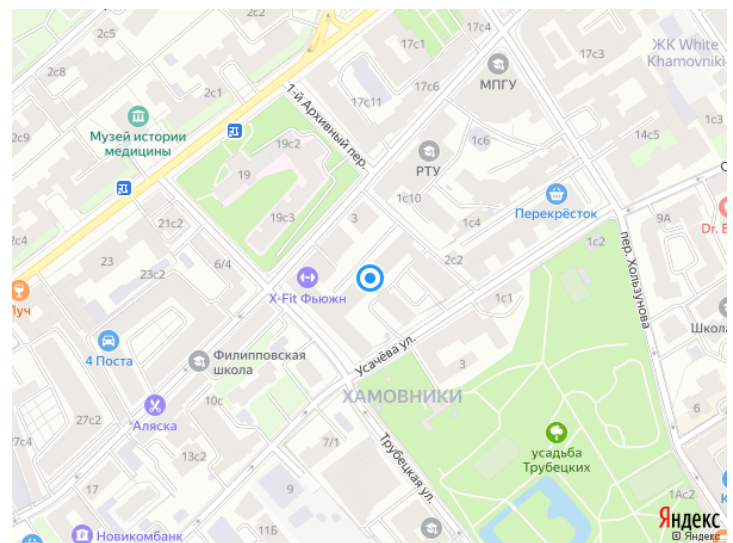 2с2
17с4
17с1
2с8
17с3
ЖК White
Khamovniki
МПГУ
17с6
2с1
17с11
1с3
Музей истории
медицины
1-й Архивный пер.
2с9
14с5
19с2
1с6
РТУ
19
1с10
Перекрёсток
9А
21с2
19с3
3
1с4
Dr.
2с4
пер. Хользунова
1с2
23
6/4
2с2
23с2
X-Fit Фьюжн
Луч
1с1
Школа
4 Поста
Усачёва ул.
Филипповская
школа
3
ХАМОВНИКИ
10с
6
27с2
Аляска
27с4
7/1
Трубецкая ул.
усадьба
Трубецких
13с2
17
9
1Ас2
Яндекс
11Б
Новикомбанк
© Яндекс